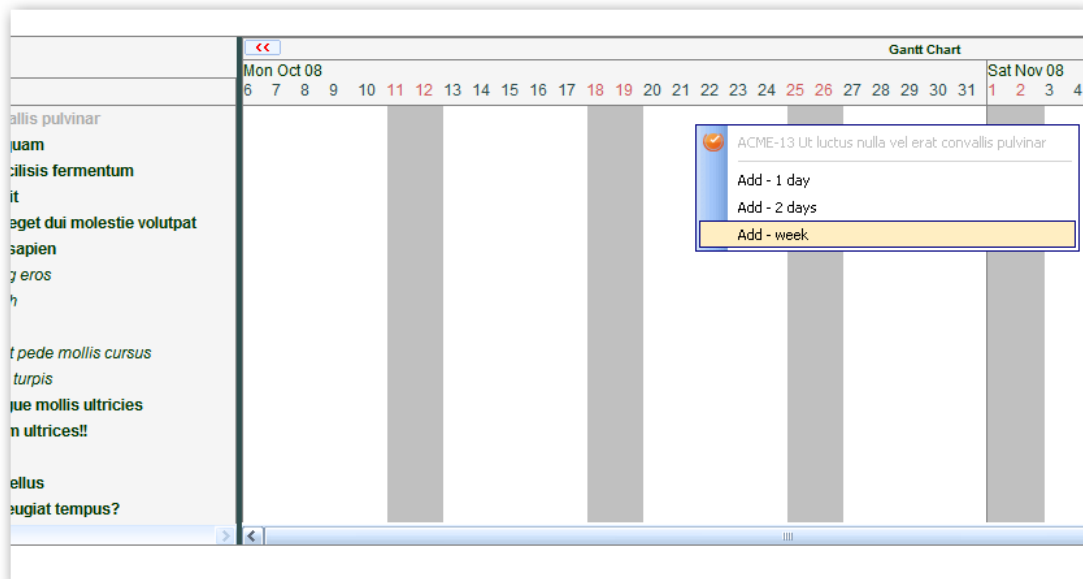 <<
Gantt Chart
Mon Oct 08
Sat Nov 08
6 7 8 9 10 11 12 13 14 15 16 17 18 19 20 21 22 23 24 25 26 27 28 29 30 31 1 2 3 4
allis pulvinar
ACME-13 Ut luctus nulla vel erat convallis pulvinar
Add - 1 day
Add - 2 days
Add - week
quam
cilisis fermentum
it
eget dui molestie volutpat
sapien
g eros
h
t pede mollis cursus
turpis
gue mollis ultricies
m ultrices!!
ellus
eugiat tempus?